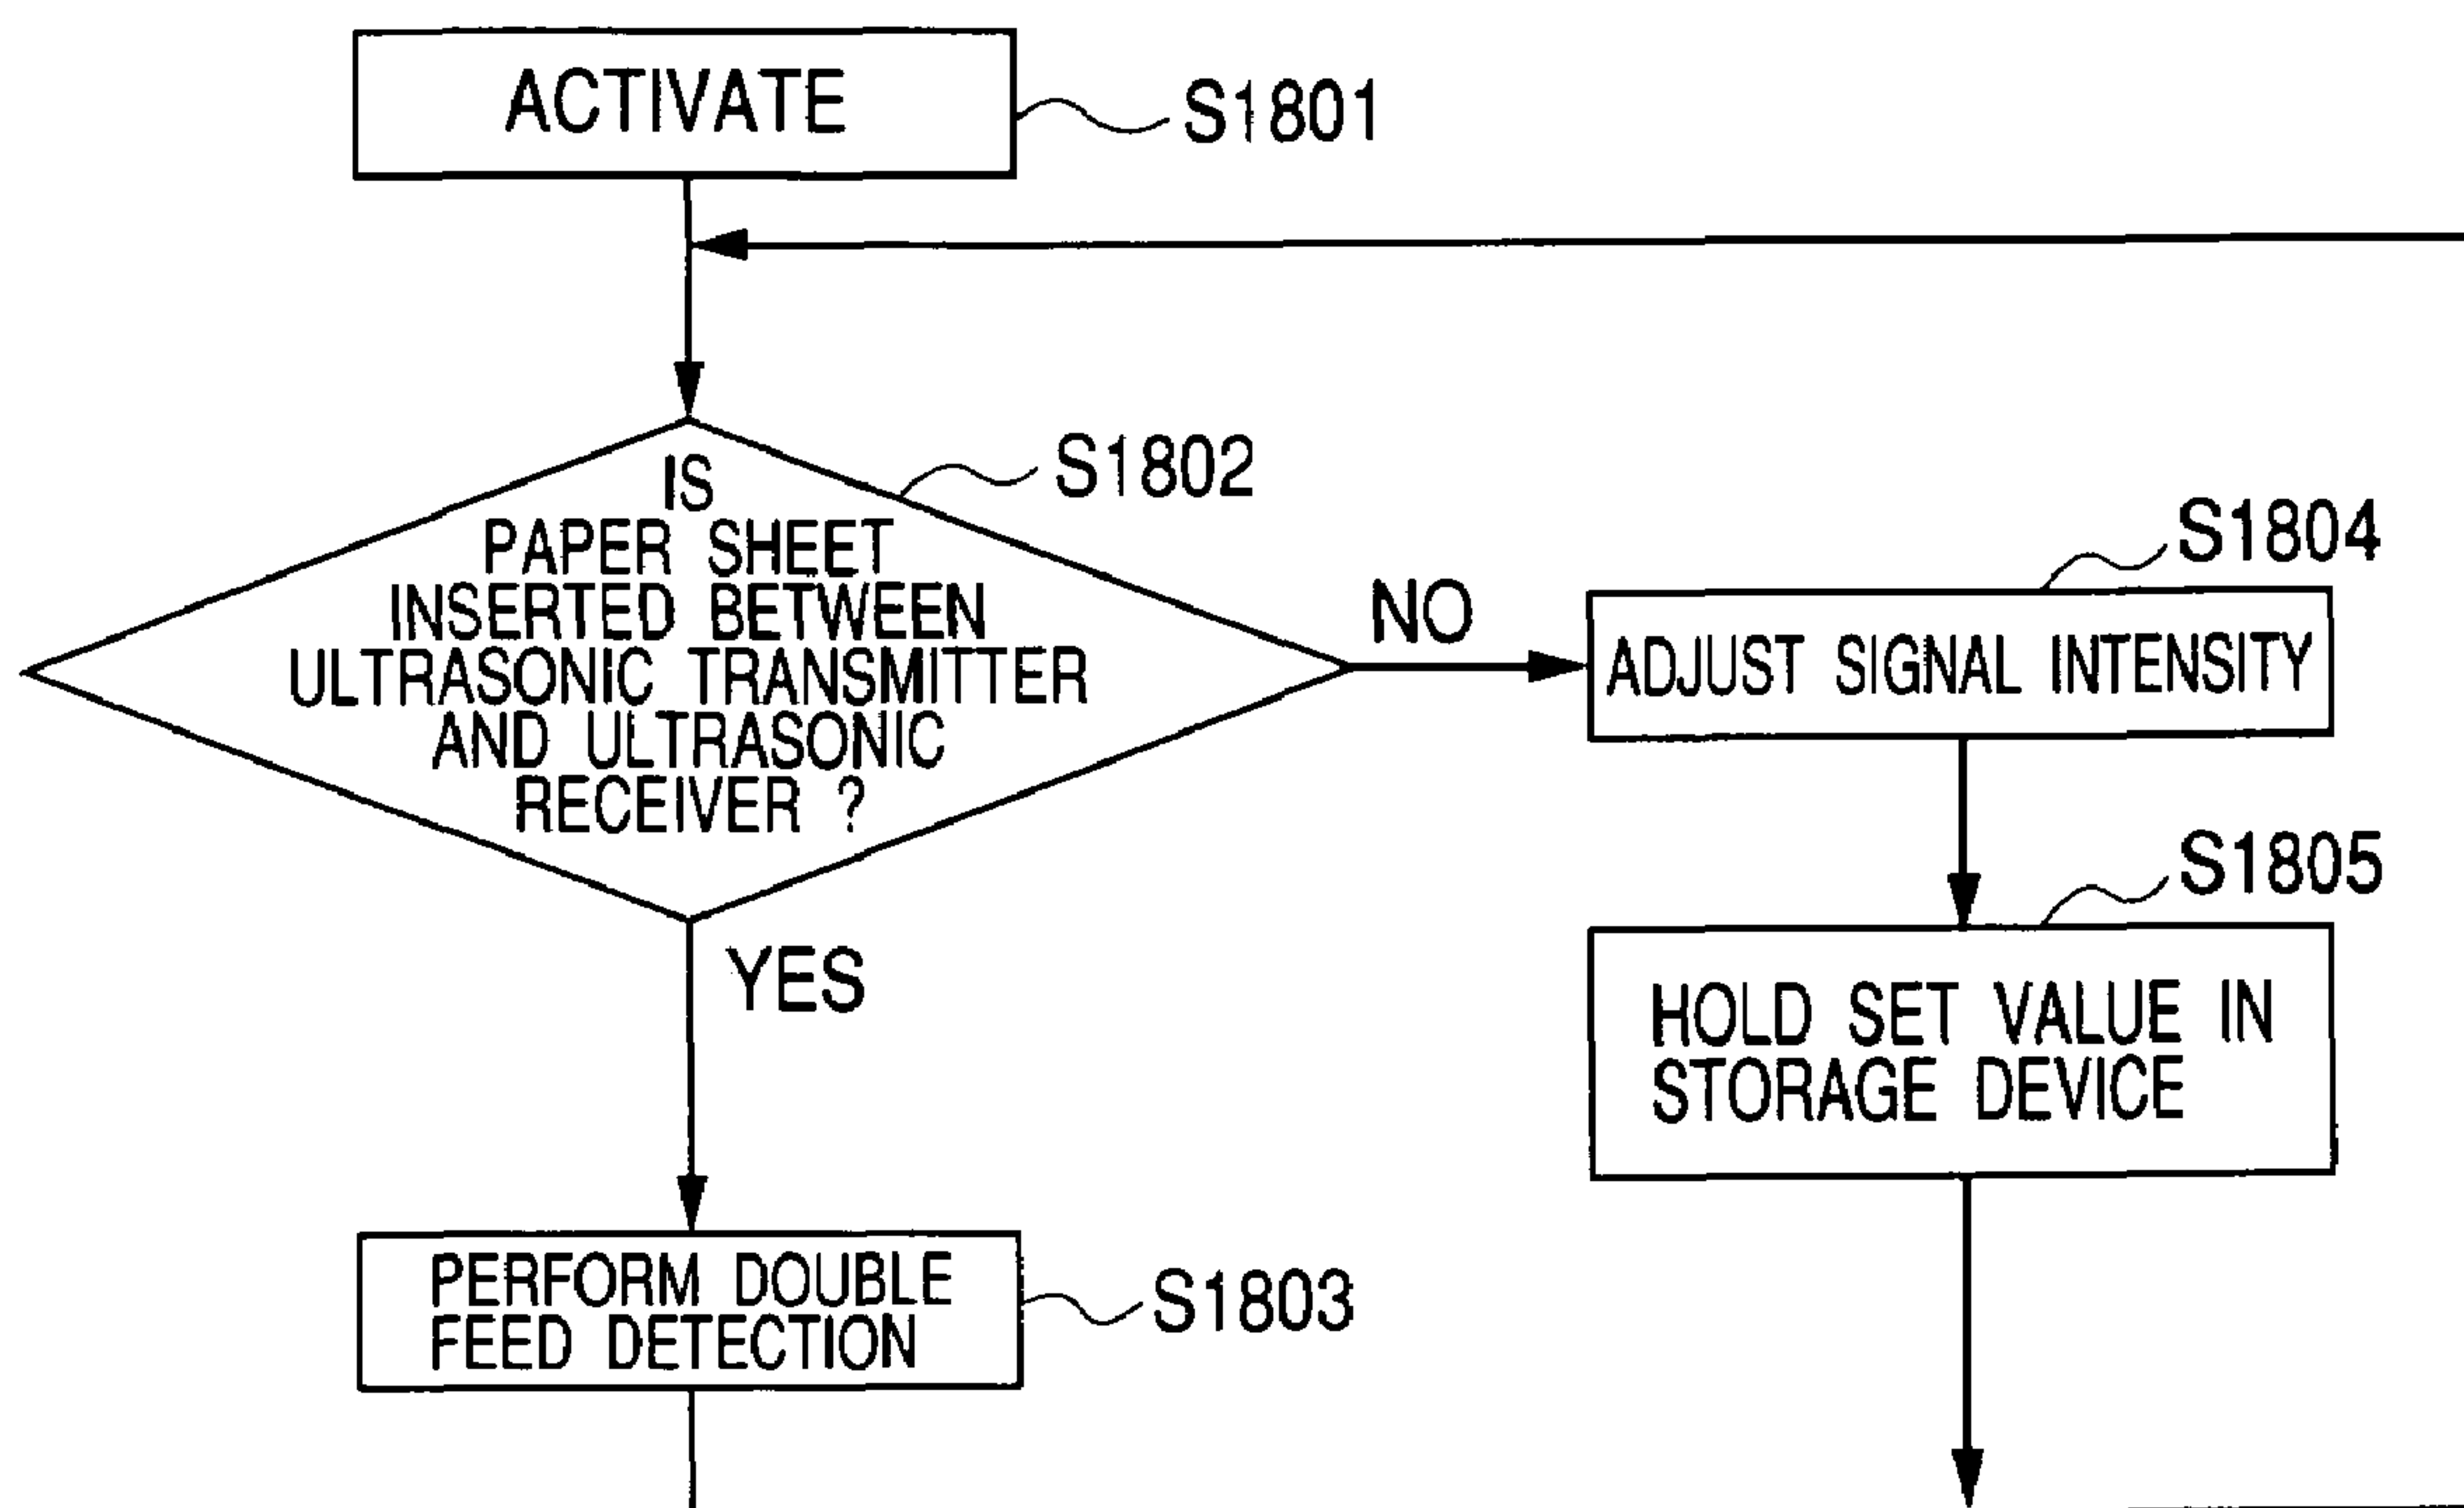 ACTIVATE
S1801
IS
PAPER SHEET
INSERTED BETWEEN
ULTRASONIC TRANSMITTER
AND ULTRASONIC
RECEIVER ?
S1802
NO
YES
S1804
ADJUST SIGNAL INTENSITY
S1805
HOLD SET VALUE IN
STORAGE DEVICE
PERFORM DOUBLE
FEED DETECTION
S1803